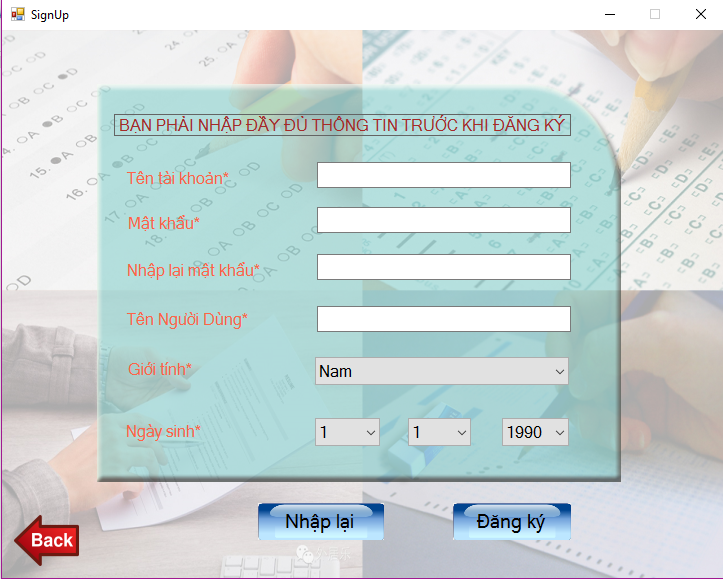 SignUp
BẠN PHẢI NHẬP ĐẦY ĐỦ THÔNG TIN TRƯỚC KHI ĐĂNG KÝ
Tên tài khoản*
Mật khẩu*
Nhập lại mật khẩu*
Tên Người Dùng*
Giới tính*
Nam
Ngày sinh*
1 1 1990
Nhập lại Đăng ký
Back